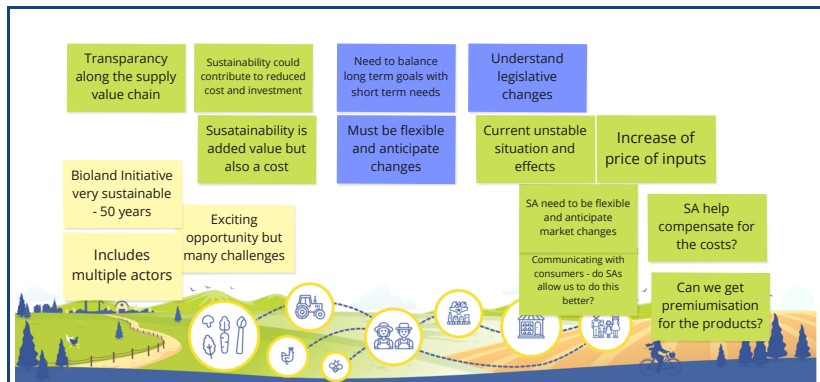 Transparancy
along the supply
value chain
Sustainability could
contribute to reduced
cost and investment
Need to balance
long term goals with
short term needs
Understand
legislative
changes
Susatainability is
added value but
also a cost
Must be flexible
and anticipate
changes
Current unstable
situation and
effects
Increase of
price of inputs
Bioland Initiative
very sustainable
- 50 years
Exciting
opportunity but
many challenges
Includes
multiple actors
SA need to be flexible
and anticipate
market changes
SA help
compensate for
the costs?
Communicating with
consumers - do SAs
allow us to do this
better?
Can we get
premiumisation
for the products?